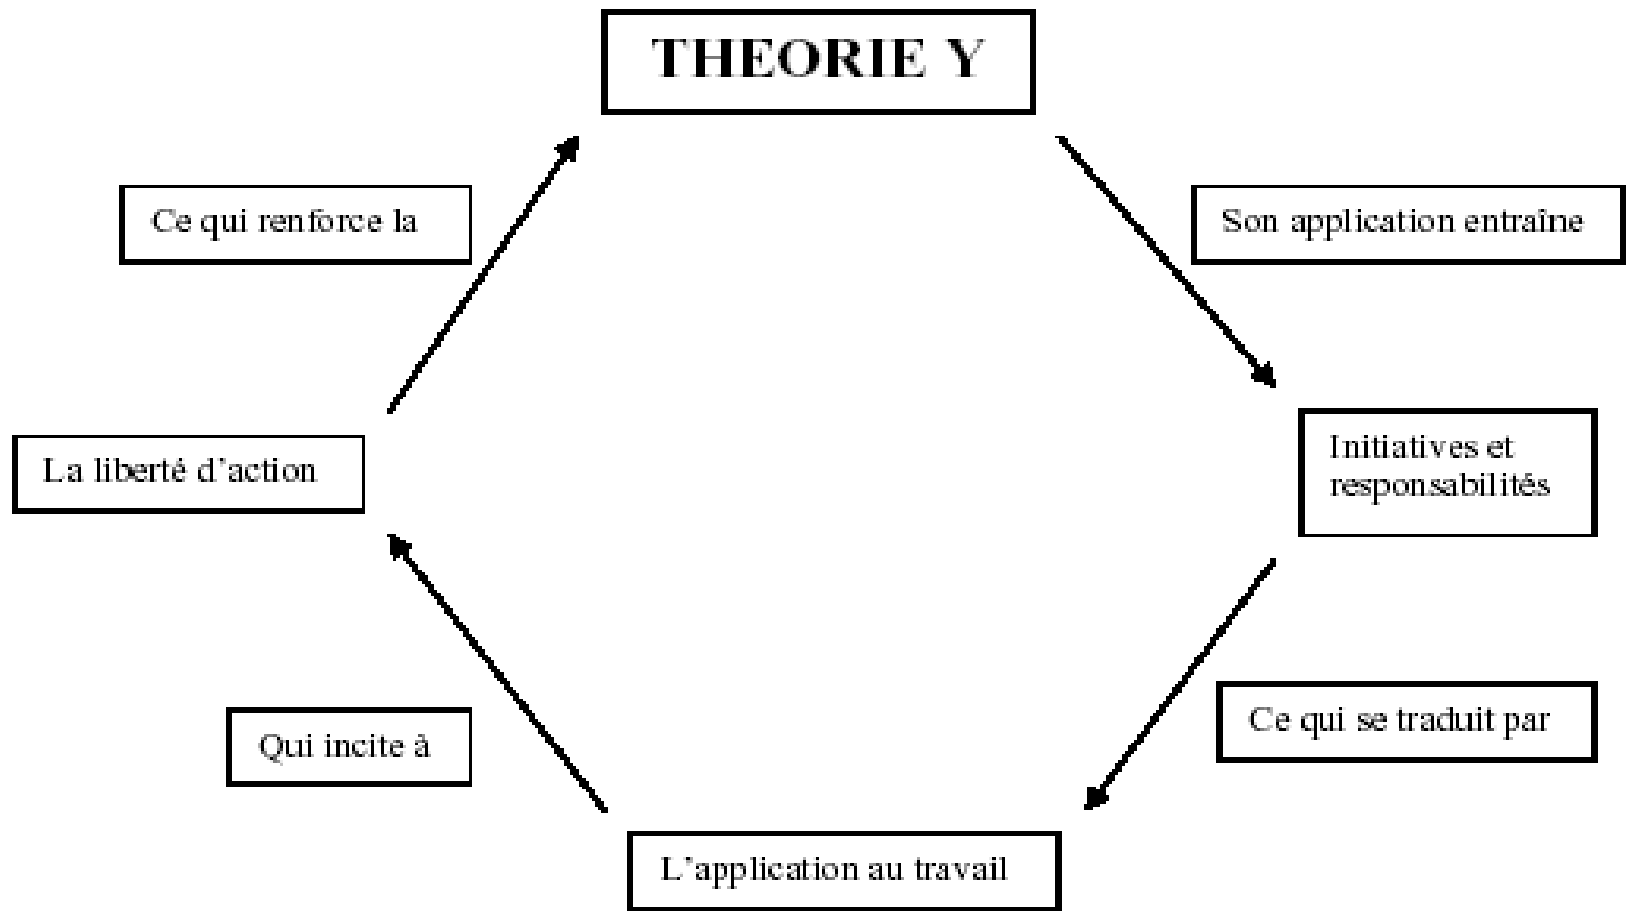 THEORIE Y
Ce qui renforce la
Son application entraîne
La liberté d'action
Initiatives et
responsabilités
Qui incite à
Ce qui se traduit par
L'application au travail